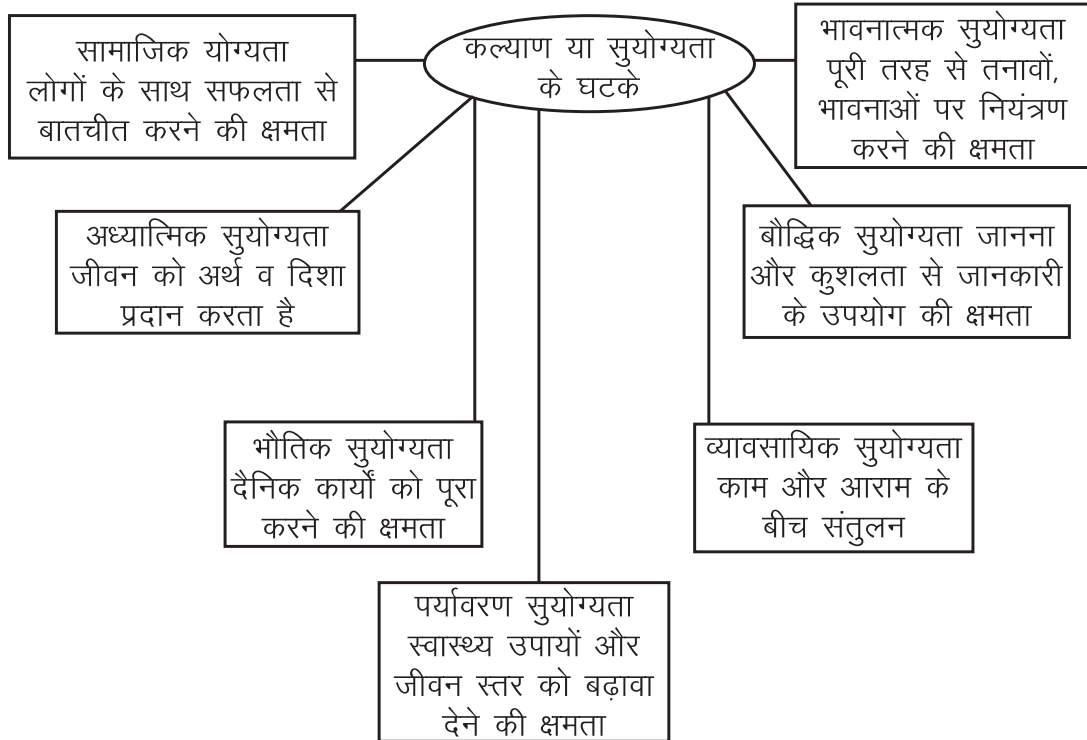 कल्याण या सुयोग्यता
के घटके
सामाजिक योग्यता
लोगों के साथ सफलता से
बातचीत करने की क्षमता
भावनात्मक सुयोग्यता
पूरी तरह से तनावों,
भावनाओं पर नियंत्रण
करने की क्षमता
अध्यात्मिक सुयोग्यता
जीवन को अर्थ व दिशा
प्रदान करता है
बौद्धिक सुयोग्यता जानना
और कुशलता से जानकारी
के उपयोग की क्षमता
भौतिक सुयोग्यता
दैनिक कार्यों को पूरा
करने की क्षमता
व्यावसायिक सुयोग्यता
काम और आराम के
बीच संतुलन
पर्यावरण सुयोग्यता
स्वास्थ्य उपायों और
जीवन स्तर को बढ़ावा
देने की क्षमता